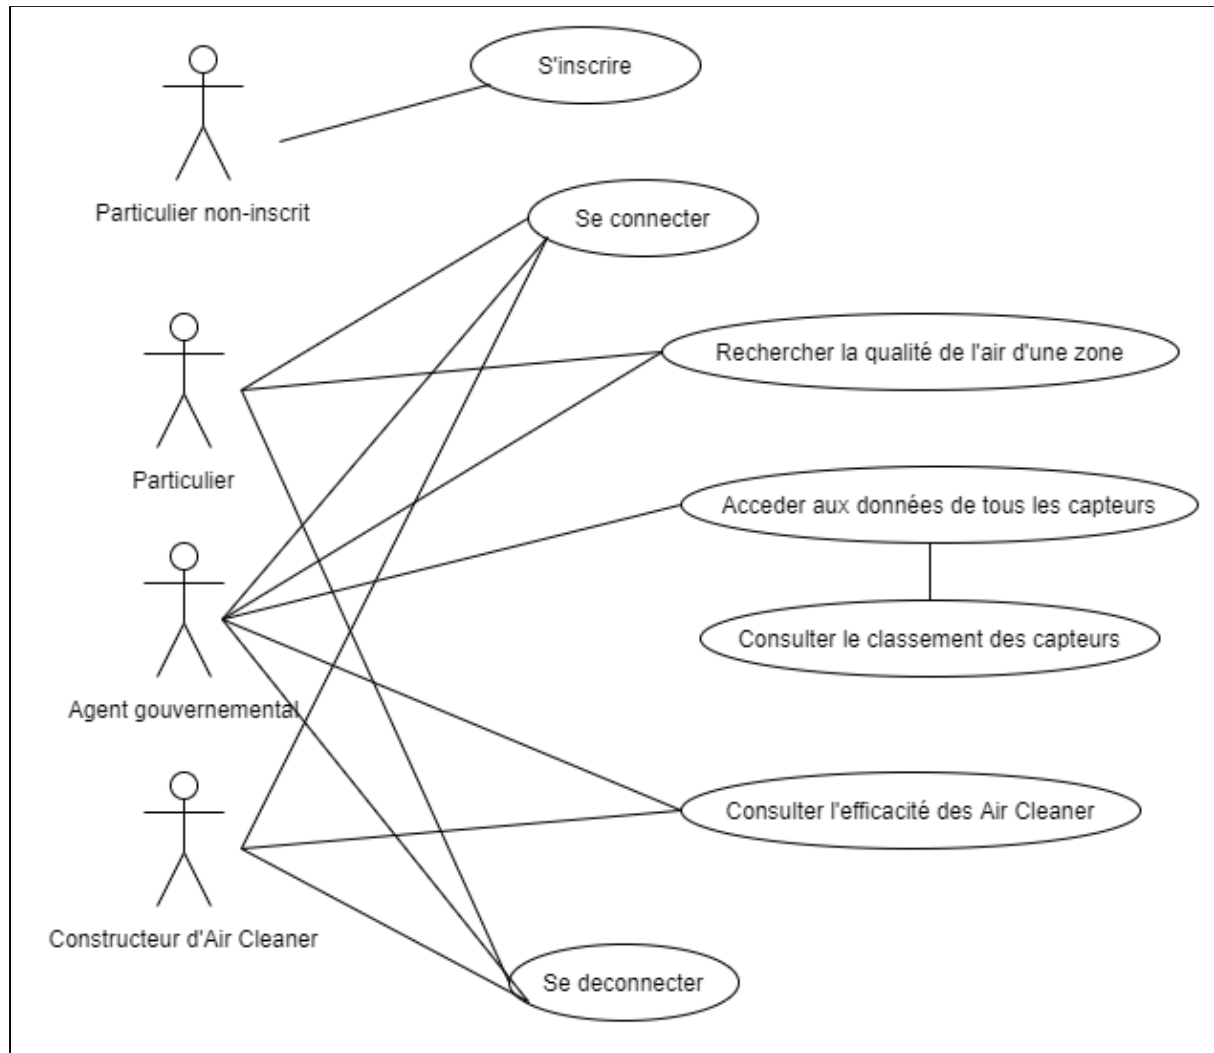 S'inscrire
Particulier non-inscrit
Se connecter
Rechercher la qualité de l'air d'une zone
Particulier
Acceder aux données de tous les capteurs
Consulter le classement des capteurs
Agent gouvernemental
Consulter l'efficacité des Air Cleaner
Constructeur d'Air Cleaner
Se deconnecter